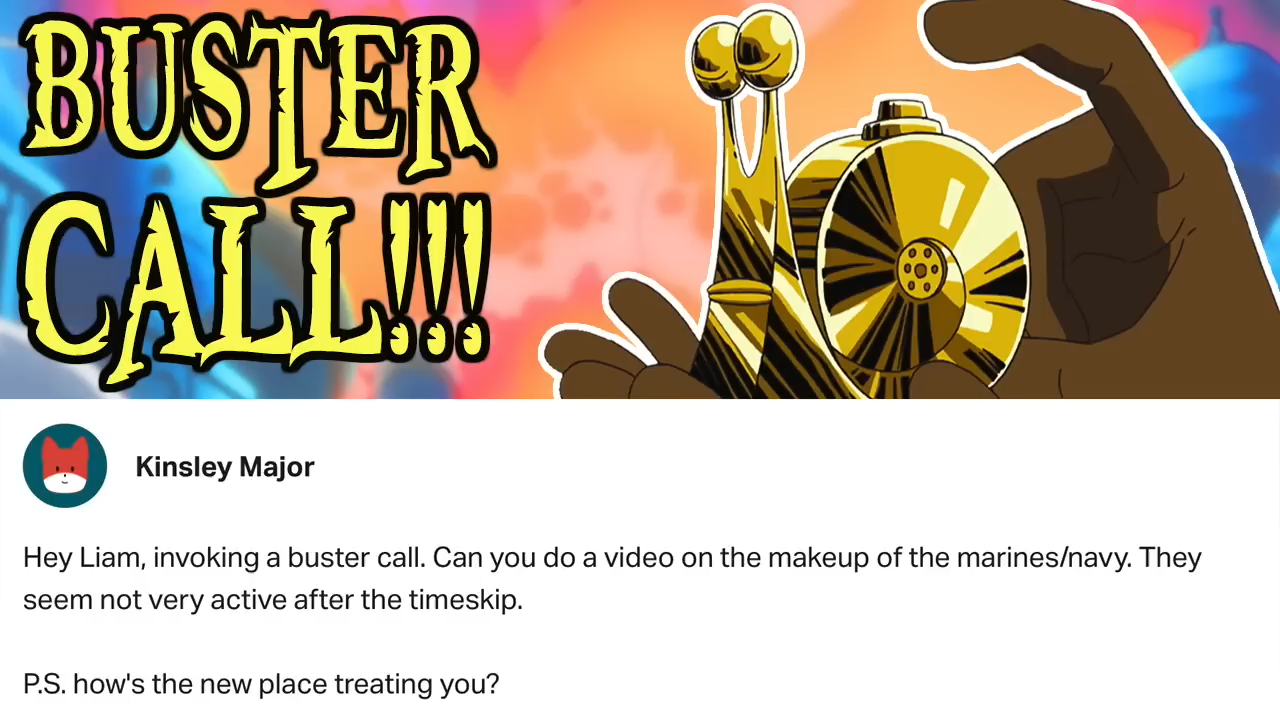 BUSTER
CALL!!!
Kinsley Major
Hey Liam, invoking a buster call. Can you do a video on the makeup of the marines/navy. They
seem not very active after the timeskip.
P.S. how's the new place treating you?